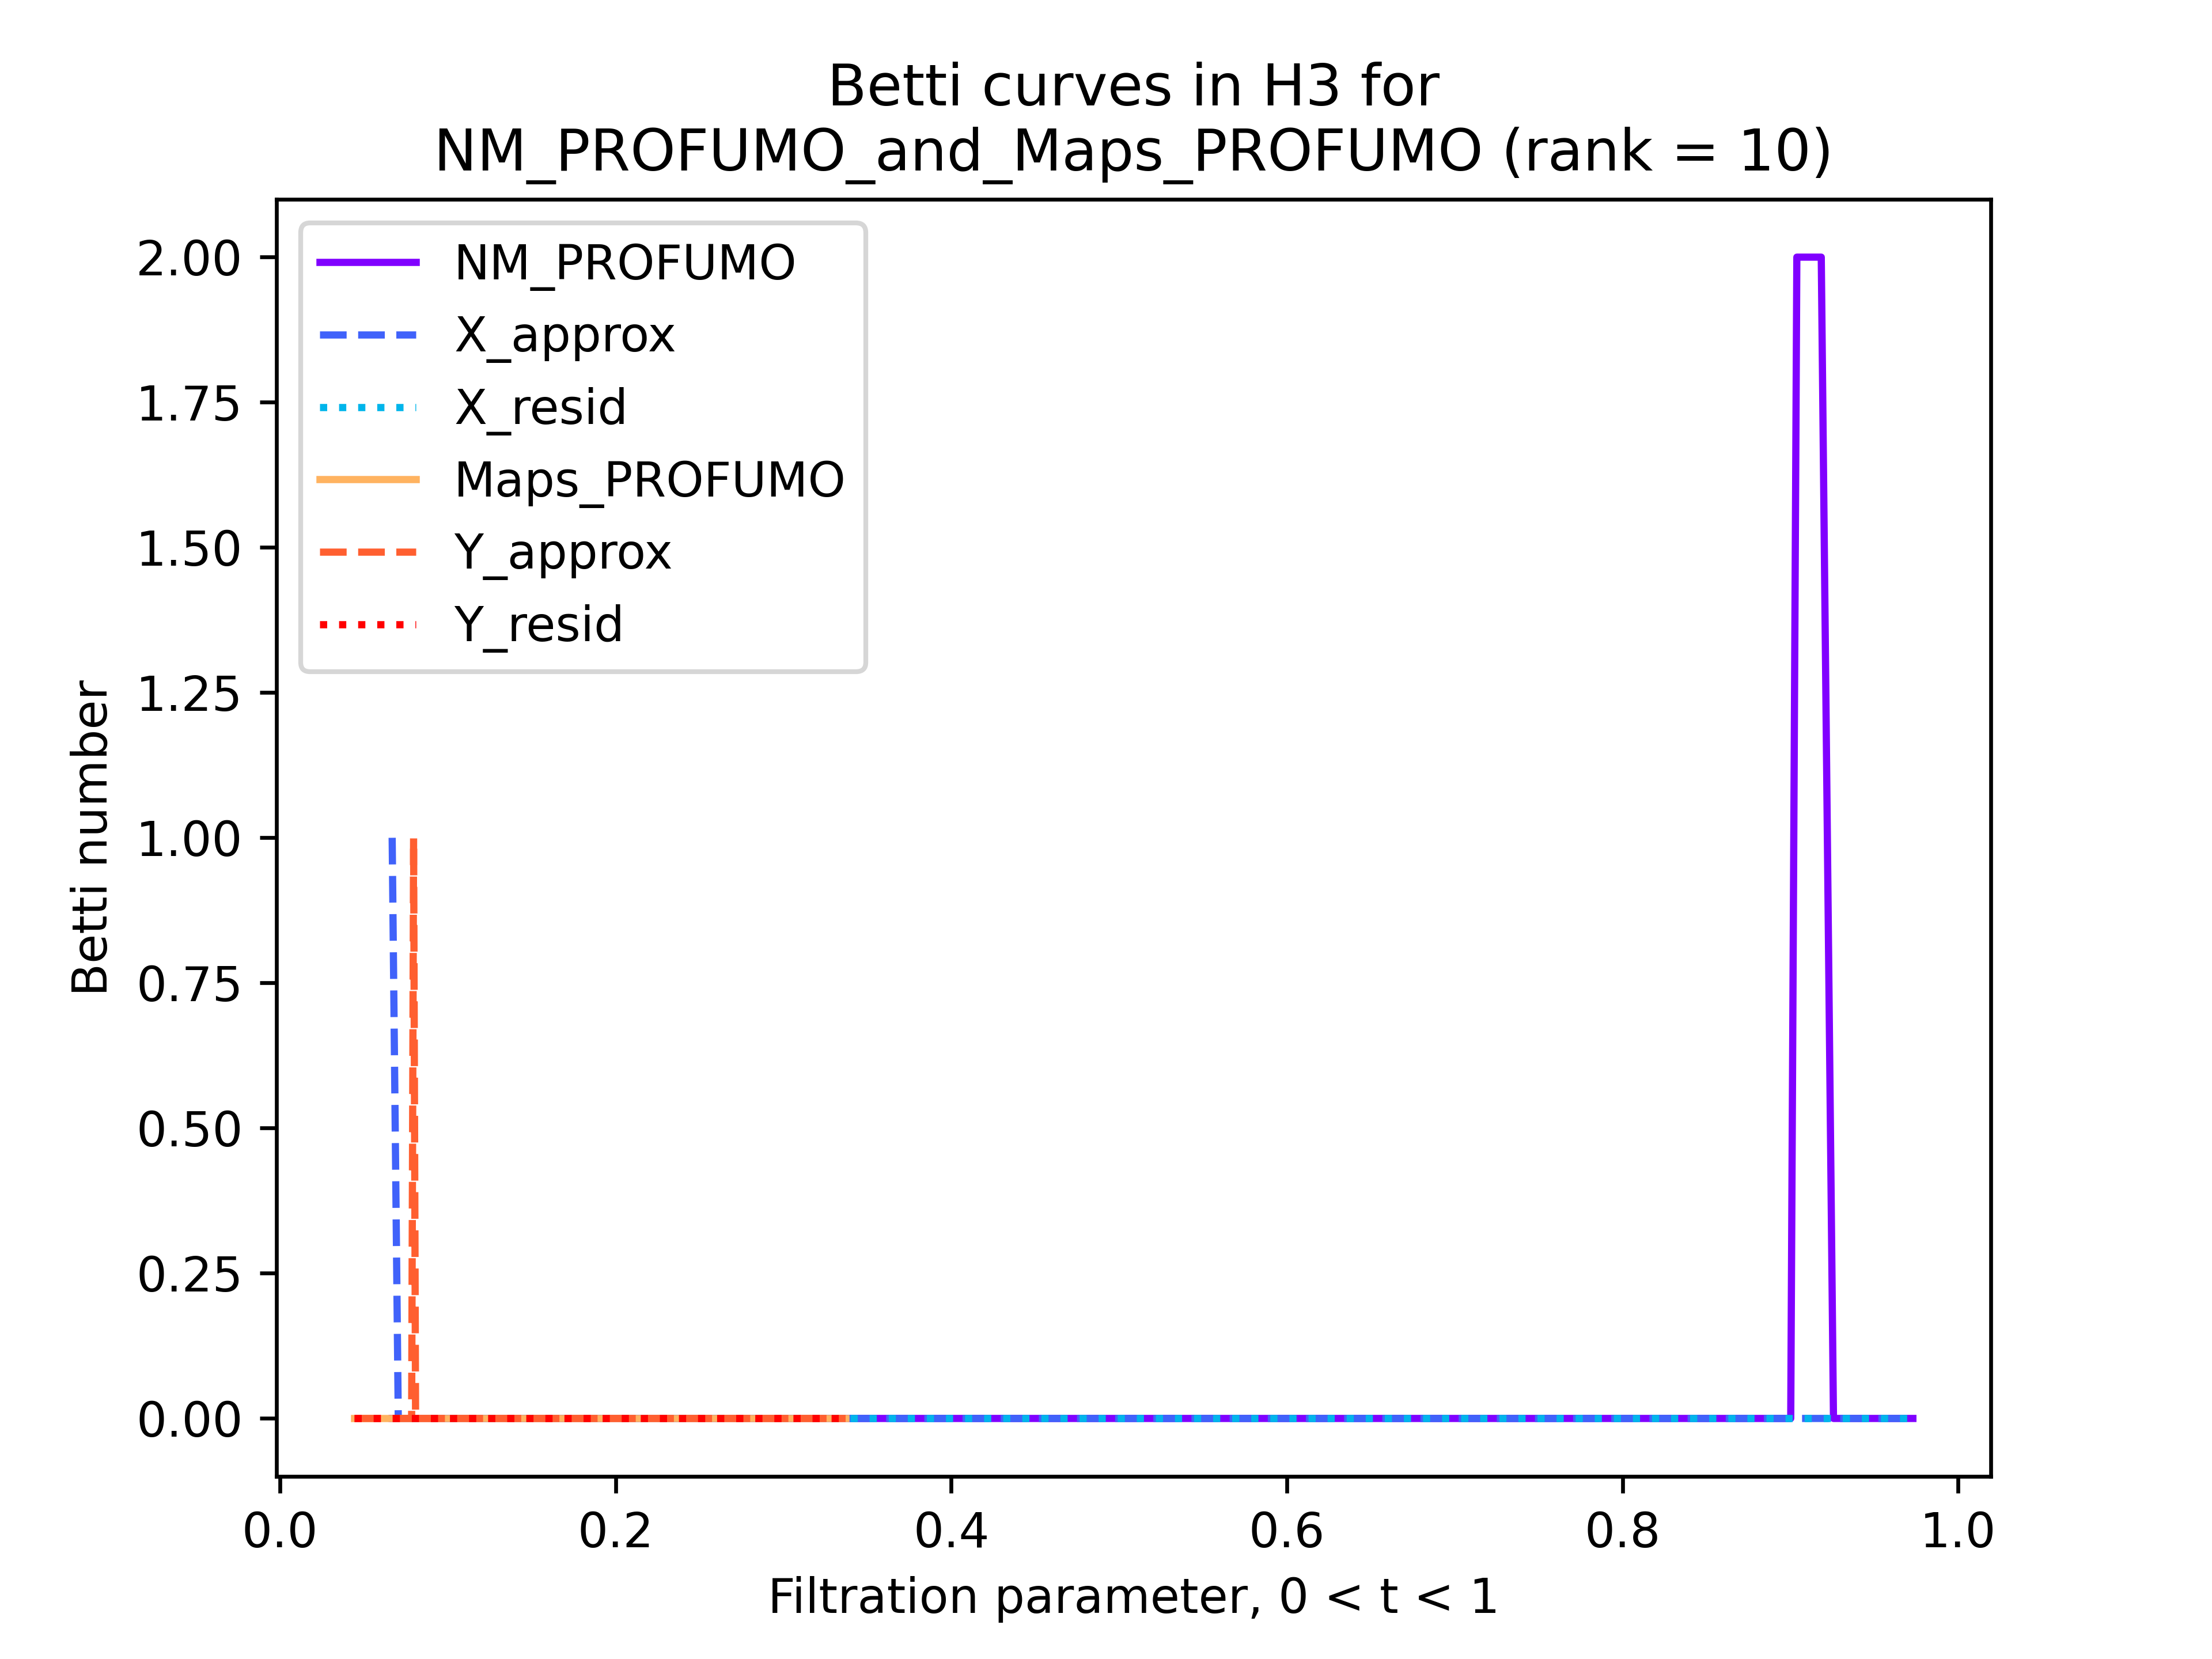 Betti curves in H3 for
NM_PROFUMO_and_Maps_PROFUMO (rank = 10)
NM_PROFUMO
X_approx
X_resid
Maps_PROFUMO
Y_approx
Y_resid
Betti number
2.00
1.75
1.50
1.25
1.00
0.75
0.50
0.25
0.00
0.0 0.2 0.4 0.6 0.8 1.0
Filtration parameter, 0 < t < 1